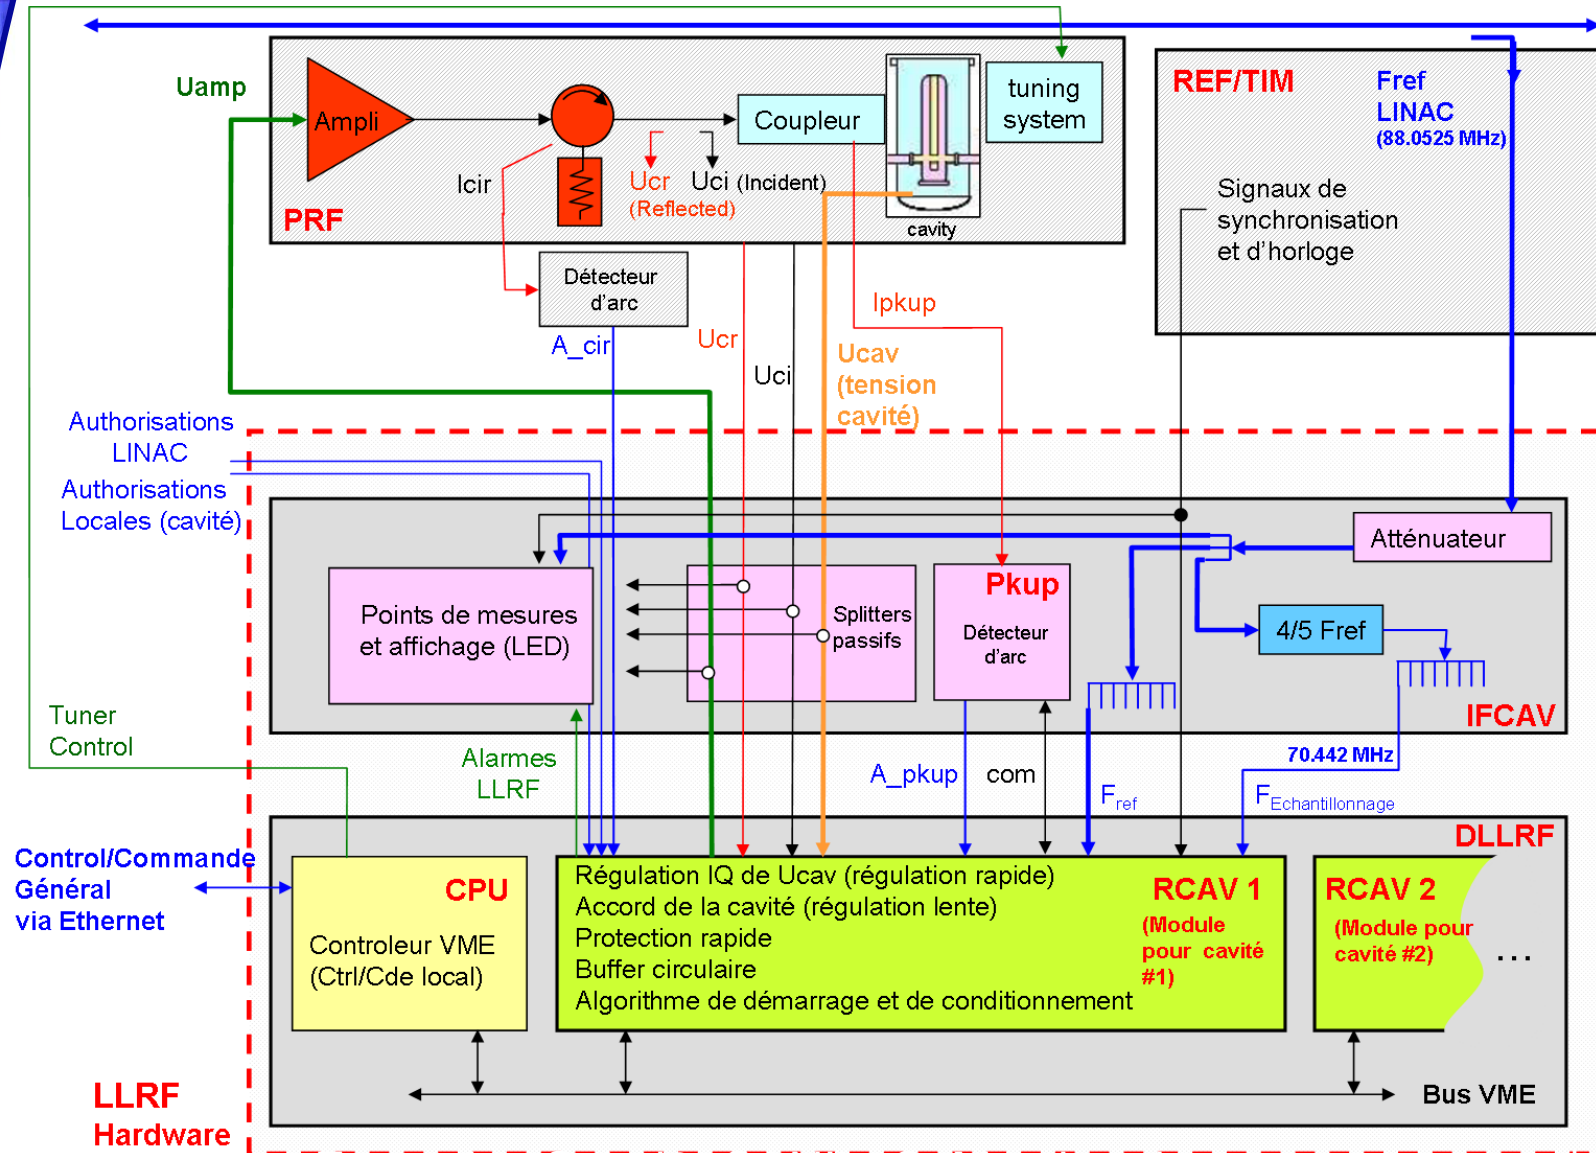 Uamp
Ampli
Icir
Ucr
(Reflected)
Uci (Incident)
Coupleur
cavity
tuning
system
PRF
REF/TIM
Fref
LINAC
(88.0525 MHz)
Signaux de
synchronisation
et d'horloge
Détecteur
d'arc
A_cir
Ucr
Uci
Ipkup
Ucav
(tension
cavité)
Authorisations
LINAC
Authorisations
Locales (cavité)
Points de mesures
et affichage (LED)
Splitters
passifs
Pkup
Détecteur
d'arc
Atténuateur
4/5 Fref
IFCAV
Tuner
Control
Alarmes
LLRF
A_pkup
com
Fref
70.442 MHz
FEchantillonnage
DLLRF
Control/Commande
Général
via Ethernet
CPU
Controleur VME
(Ctrl/Cde local)
Régulation IQ de Ucav (régulation rapide)
Accord de la cavité (régulation lente)
Protection rapide
Buffer circulaire
Algorithme de démarrage et de conditionnement
RCAV 1
(Module
pour cavité
#1)
RCAV 2
(Module pour
cavité #2)
...
Bus VME
LLRF
Hardware